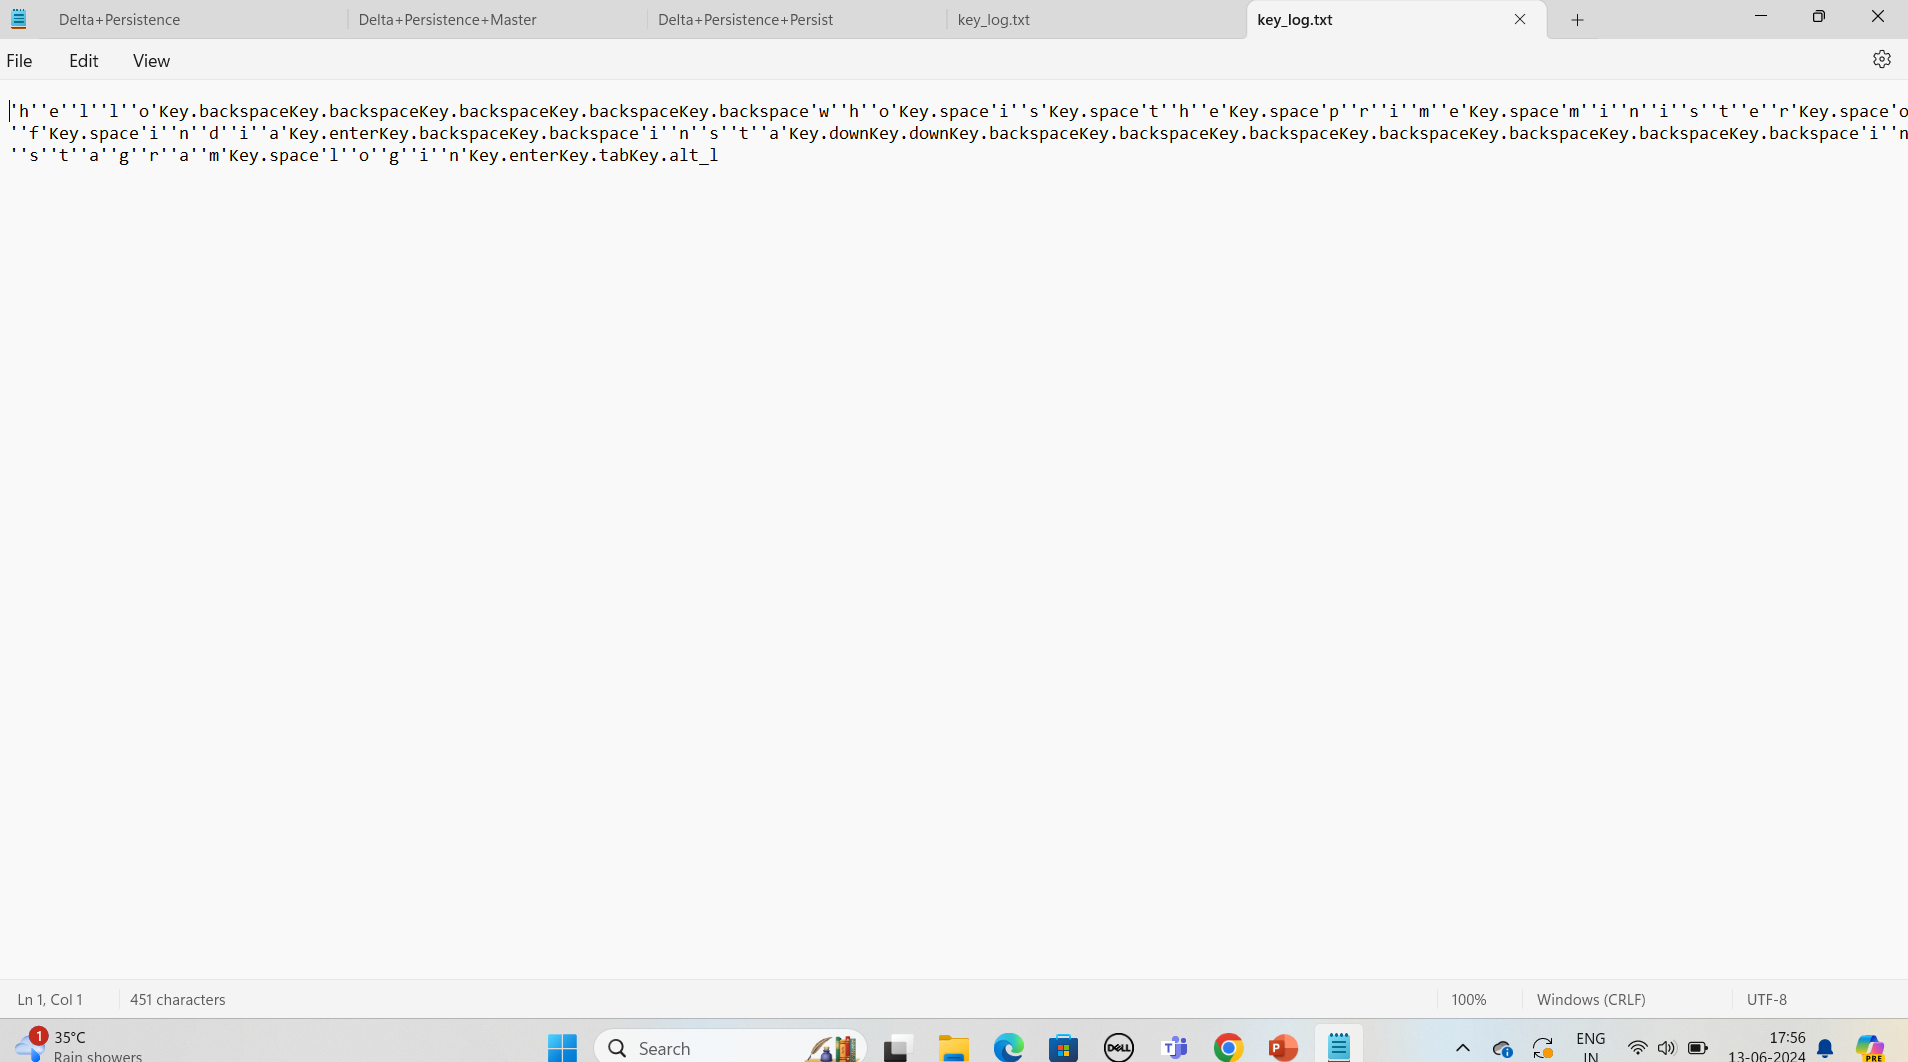 Delta+Persistence
Delta+Persistence+Master
Delta+Persistence+Persist
key_log.txt
key_log.txt
File
Edit
View
'h''e''l''l''o'Key.backspaceKey.backspaceKey.backspaceKey.backspaceKey.backspace'w''h''o'Key.space'i''s'Key.space't''h''e'Key.space'p''r''i''m''e'Key.space'm''i''n''i''s''t''e''r'Key.space'o
''f'Key.space'i''n''d''i''a'Key.enterKey.backspaceKey.backspace'i''n''s''t''a'Key.downKey.downKey.backspaceKey.backspaceKey.backspaceKey.backspaceKey.backspaceKey.backspaceKey.backspace'i''n
''s''t''a''g''r''a''m'Key.space'l''o''g''i''n'Key.enterKey.tabKey.alt_l
Ln 1, Col 1
451 characters
100%
Windows (CRLF)
UTF-8
1
35°C
Rain showers
Search
DELL
ENG
IN
17:56
13-06-2024
PRE